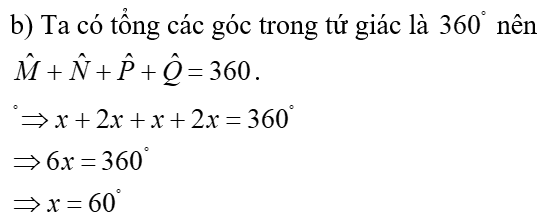 b) Ta có tổng các góc trong tứ giác là 360° nên
M̂ + N̂ + P̂ + Q̂ = 360.
°⇒ x + 2x + x + 2x = 360°
⇒ 6x = 360°
⇒ x = 60°